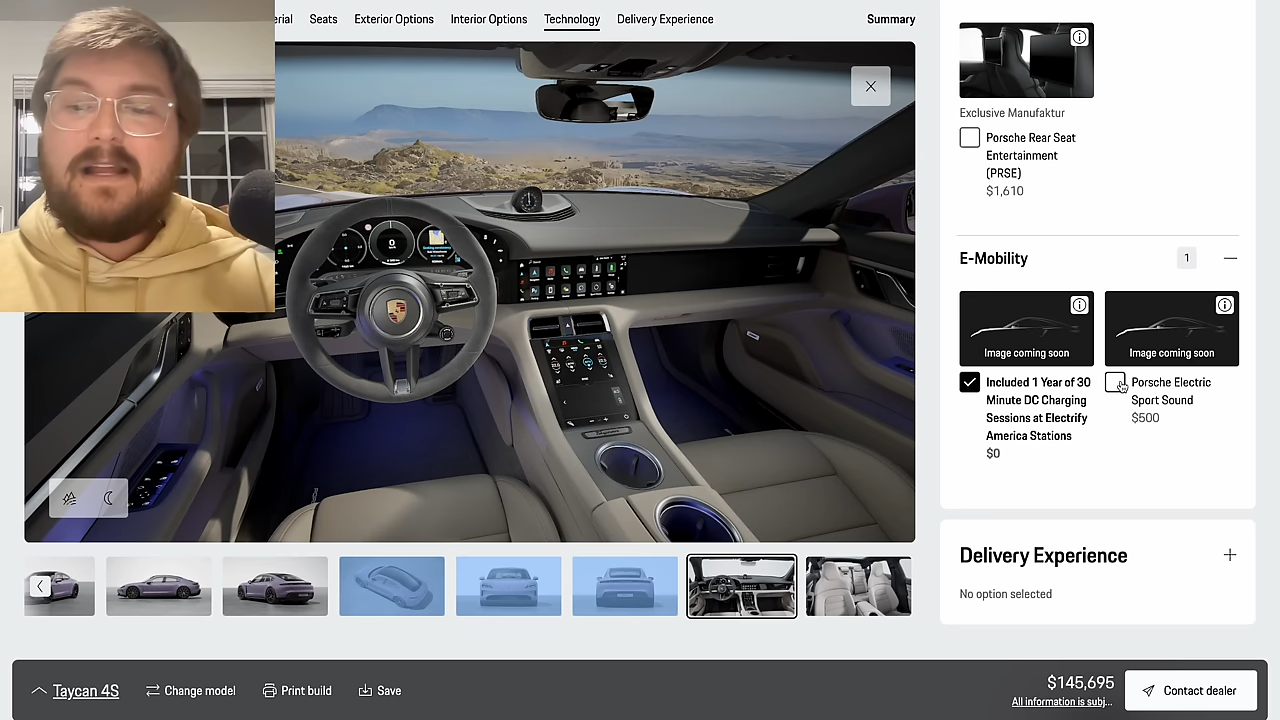 erial
Seats
Exterior Options
Interior Options
Technology
Delivery Experience
Summary
Exclusive Manufaktur
Porsche Rear Seat
Entertainment
(PRSE)
$1,610
E-Mobility
1
Image coming soon
Image coming soon
Included 1 Year of 30
Minute DC Charging
Sessions at Electrify
America Stations
$0
Porsche Electric
Sport Sound
$500
Delivery Experience
No option selected
Taycan 4S
Change model
Print build
Save
$145,695
All information is subj...
Contact dealer